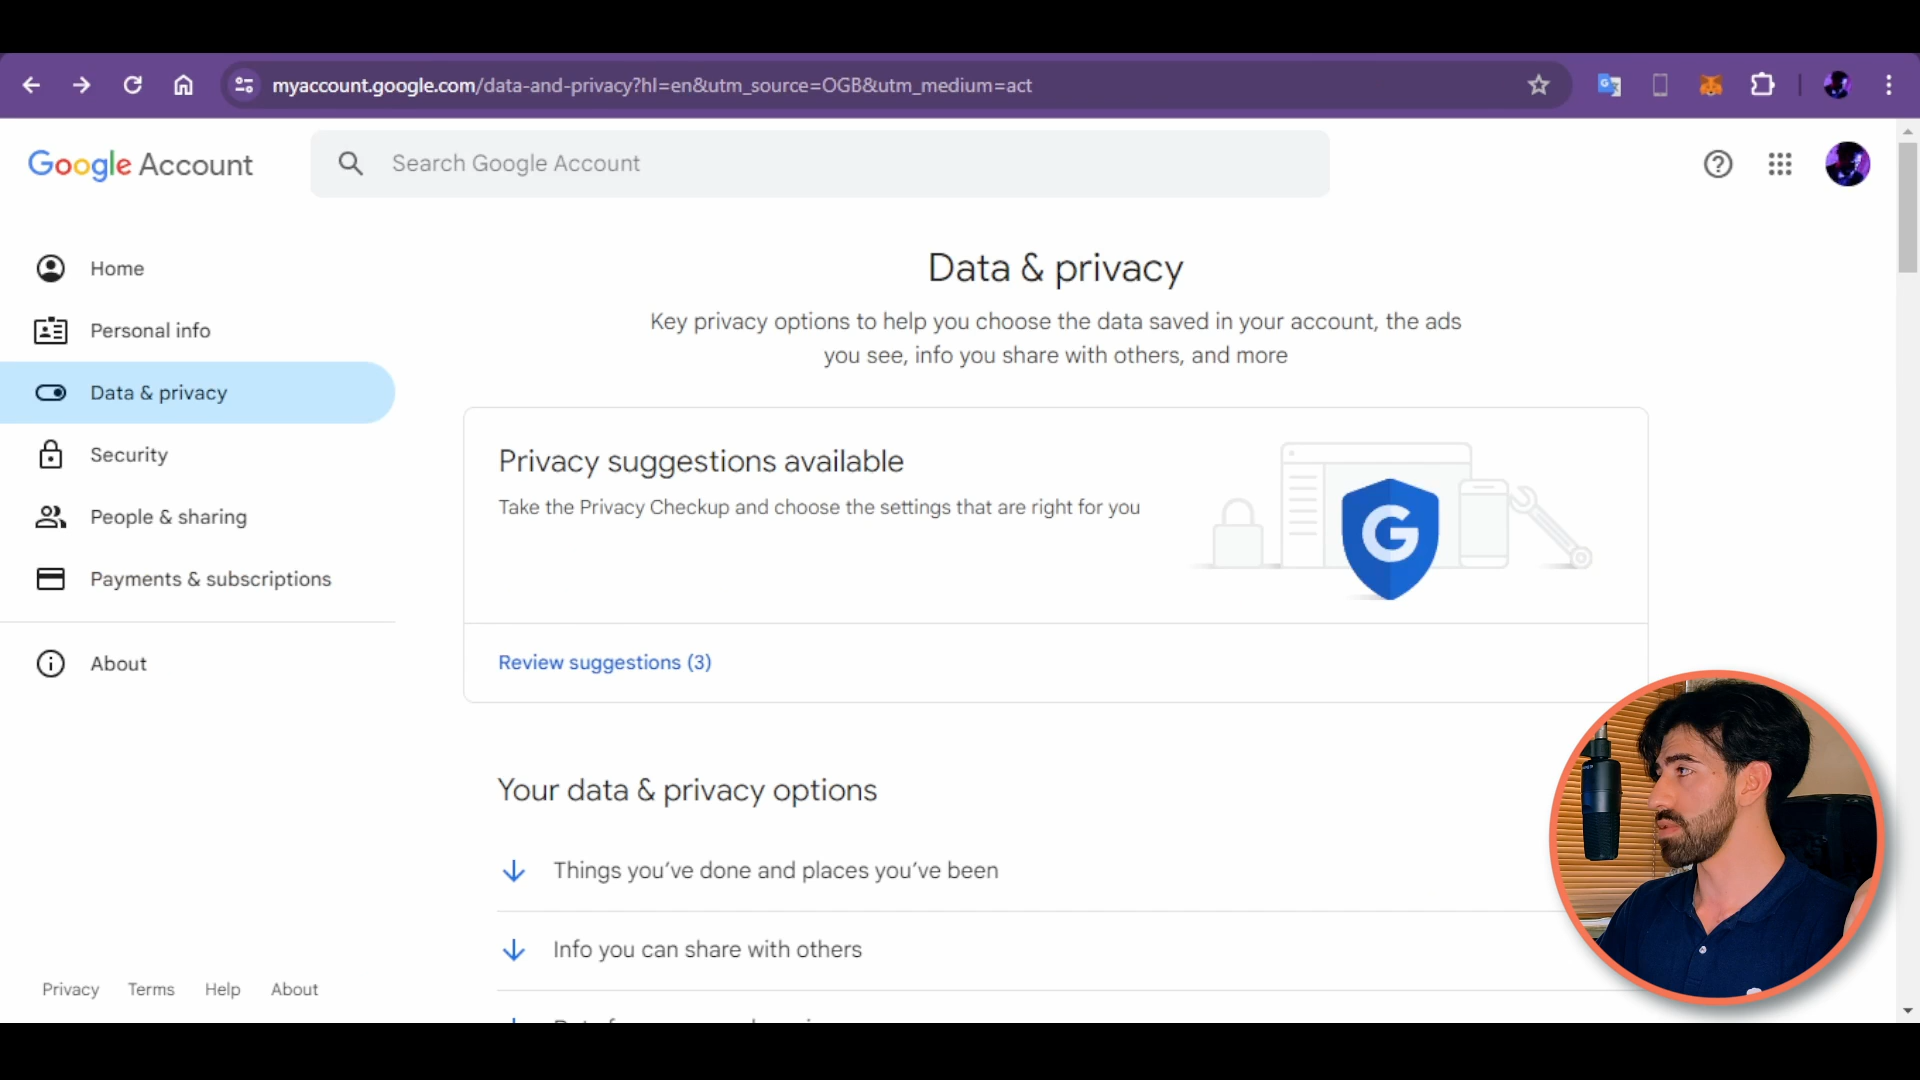 myaccount.google.com/data-and-privacy?hl=en&utm_source=OGB&utm_medium=act
Google Account
Search Google Account
Home
Personal info
Data & privacy
Security
People & sharing
Payments & subscriptions
About
Data & privacy
Key privacy options to help you choose the data saved in your account, the ads
you see, info you share with others, and more
Privacy suggestions available
Take the Privacy Checkup and choose the settings that are right for you
G
Review suggestions (3)
Your data & privacy options
Things you've done and places you've been
Info you can share with others
Privacy Terms Help About